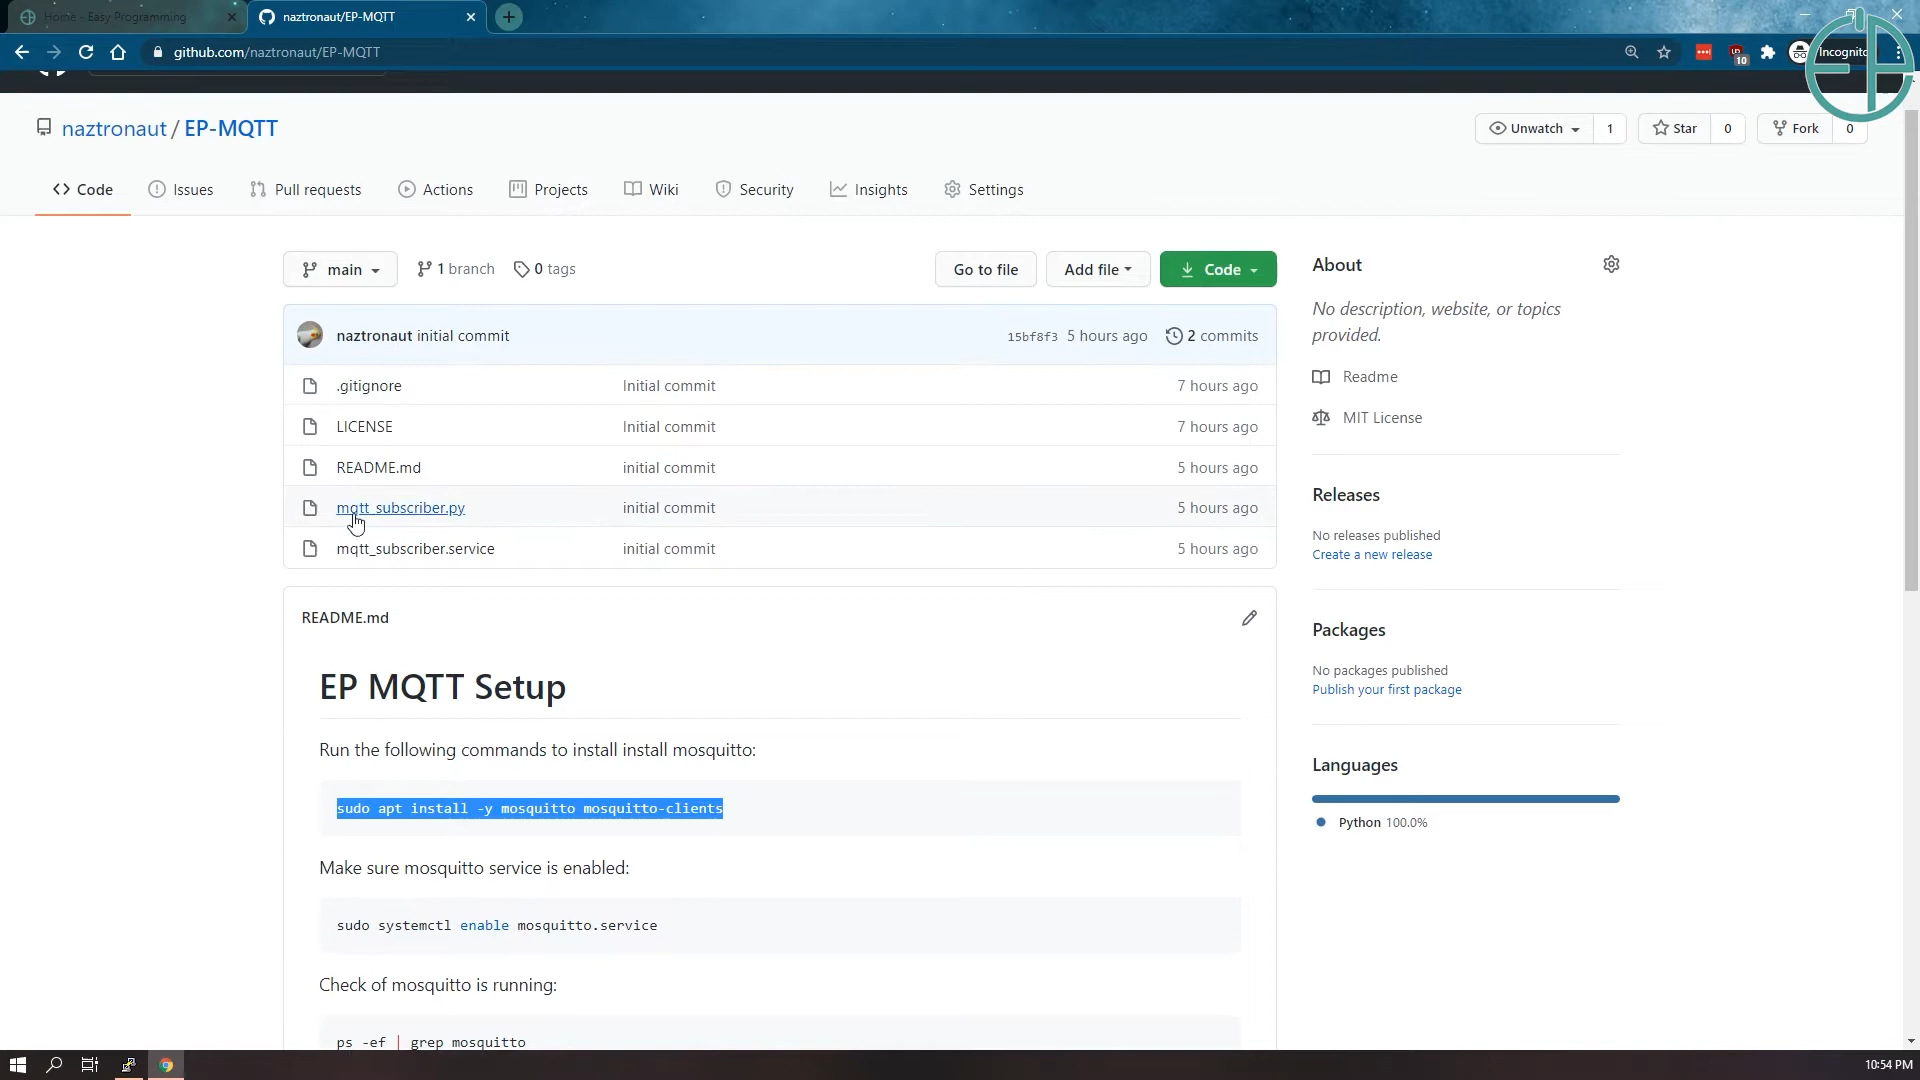 Home - Easy Programming
naztronaut/EP-MQTT
github.com/naztronaut/EP-MQTT
10
Incognito
naztronaut / EP-MQTT
Unwatch 1
Star 0
Fork 0
Code
Issues
Pull requests
Actions
Projects
Wiki
Security
Insights
Settings
main
1 branch
0 tags
Go to file
Add file
Code
naztronaut initial commit 15bf8f3 5 hours ago 2 commits
.gitignore Initial commit 7 hours ago
LICENSE Initial commit 7 hours ago
README.md initial commit 5 hours ago
mqtt_subscriber.py initial commit 5 hours ago
mqtt_subscriber.service initial commit 5 hours ago
README.md
EP MQTT Setup
Run the following commands to install install mosquitto:
sudo apt install -y mosquitto mosquitto-clients
Make sure mosquitto service is enabled:
sudo systemctl enable mosquitto.service
Check of mosquitto is running:
ps -ef | grep mosquitto
About
No description, website, or topics
provided.
Readme
MIT License
Releases
No releases published
Create a new release
Packages
No packages published
Publish your first package
Languages
Python 100.0%
10:54 PM